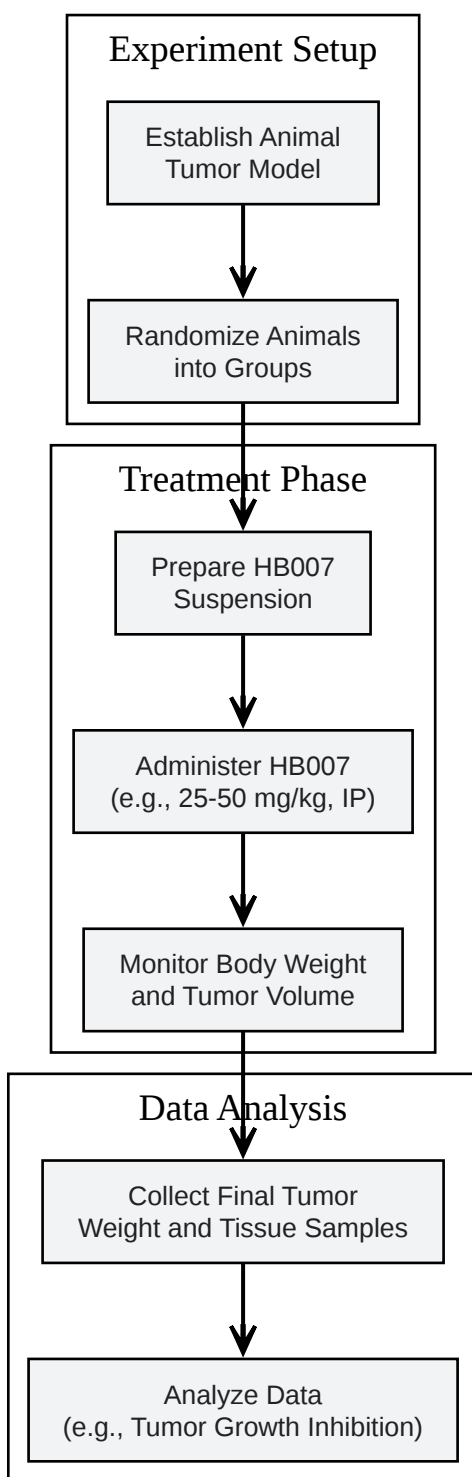 Experiment Setup
Establish Animal
Tumor Model
Randomize Animals
into Groups
Treatment Phase
Prepare HB007
Suspension
Administer HB007
(e.g., 25-50 mg/kg, IP)
Monitor Body Weight
and Tumor Volume
Data Analysis
Collect Final Tumor
Weight and Tissue Samples
Analyze Data
(e.g., Tumor Growth Inhibition)